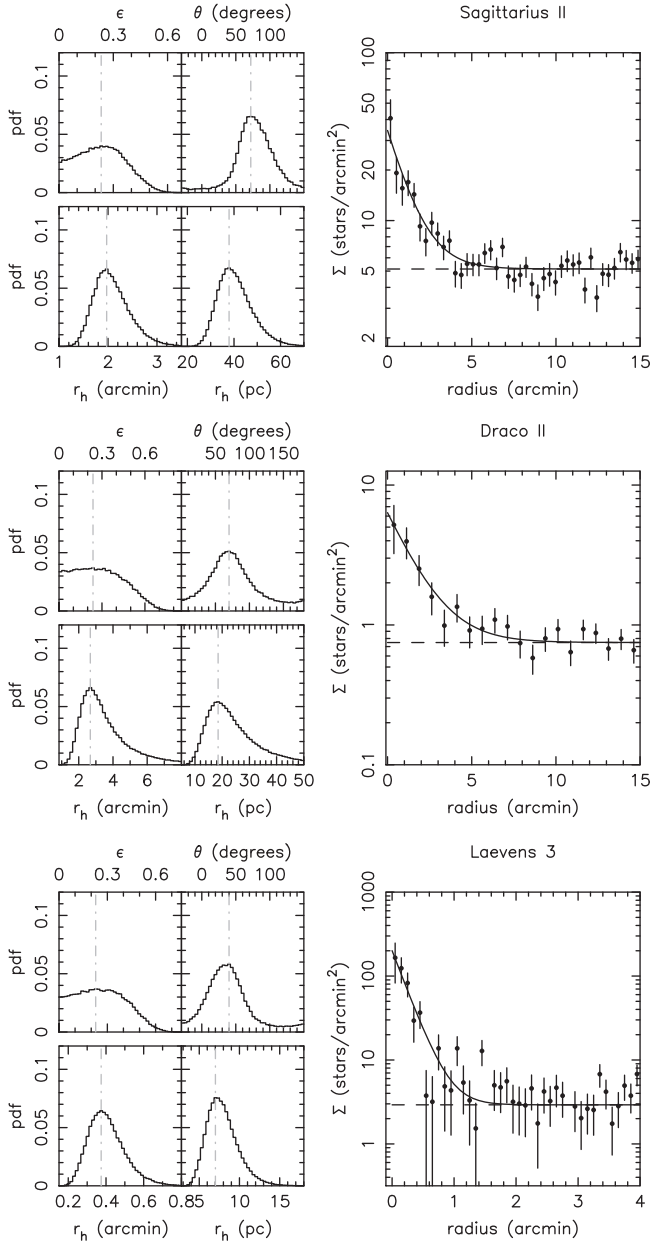 Sagittarius II
ϵ
θ (degrees)
0 0.3 0.6
0 50 100
pdf
0 0.05 0.1
pdf
0 0.05 0.1
1 2 3
20 40 60
r_h (arcmin)
r_h (pc)
Σ (stars/arcmin²)
100
50
20
10
5
2
0 5 10 15
radius (arcmin)
Draco II
ϵ
θ (degrees)
0 0.3 0.6
50 100 150
pdf
0 0.05 0.1
pdf
0 0.05 0.1
2 4 6
10 20 30 40 50
r_h (arcmin)
r_h (pc)
Σ (stars/arcmin²)
10
1
0.1
0 5 10 15
radius (arcmin)
Laevens 3
ϵ
θ (degrees)
0 0.3 0.6
0 50 100
pdf
0 0.05 0.1
pdf
0 0.05 0.1
0.2 0.4 0.6 0.8
5 10 15
r_h (arcmin)
r_h (pc)
Σ (stars/arcmin²)
1000
100
10
1
0 1 2 3 4
radius (arcmin)